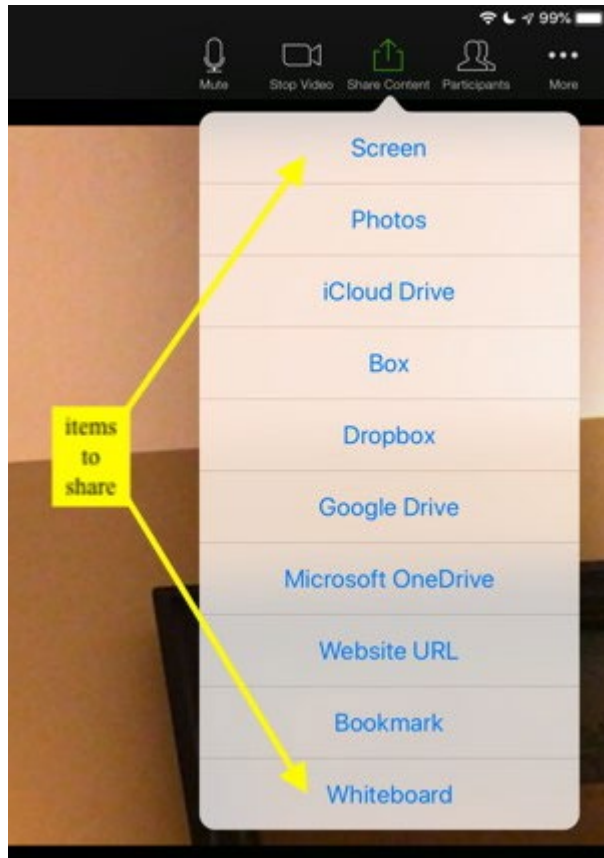 99%
Mute Stop Video Share Content Participants More
Screen
Photos
iCloud Drive
Box
Dropbox
items
to
share
Google Drive
Microsoft OneDrive
Website URL
Bookmark
Whiteboard